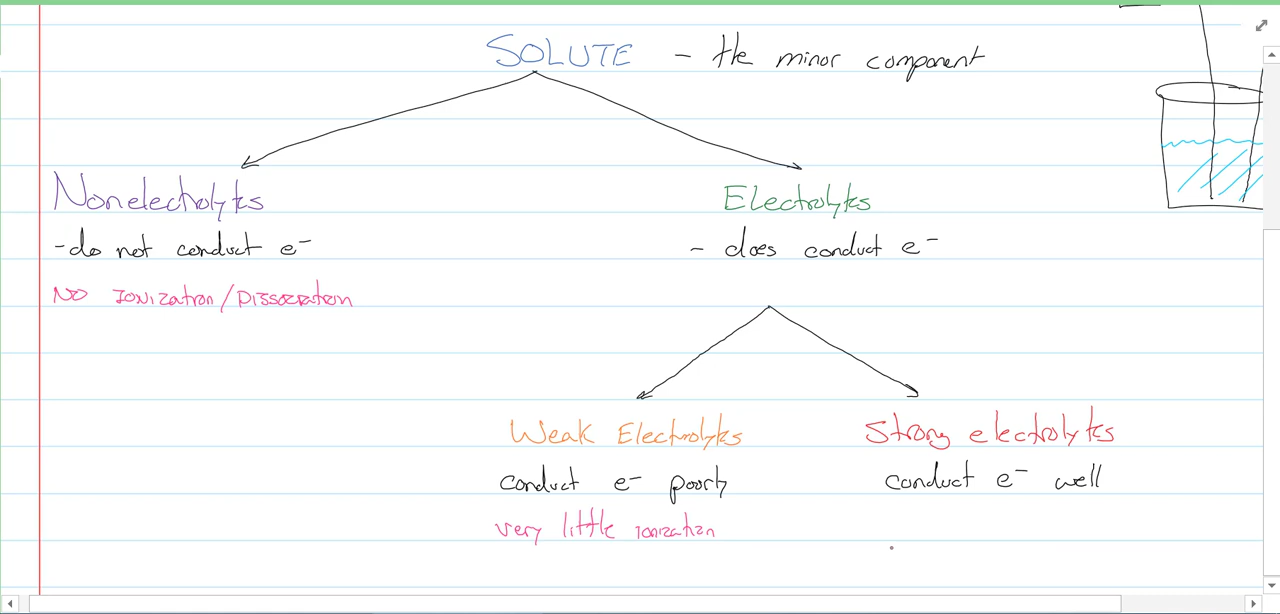 SOLUTE - the minor component
Nonelectrolytes
Electrolytes
- do not conduct e⁻
- does conduct e⁻
No Ionization/Dissociation
Weak Electrolytes
Strong electrolytes
conduct e⁻ poorly
conduct e⁻ well
very little ionization